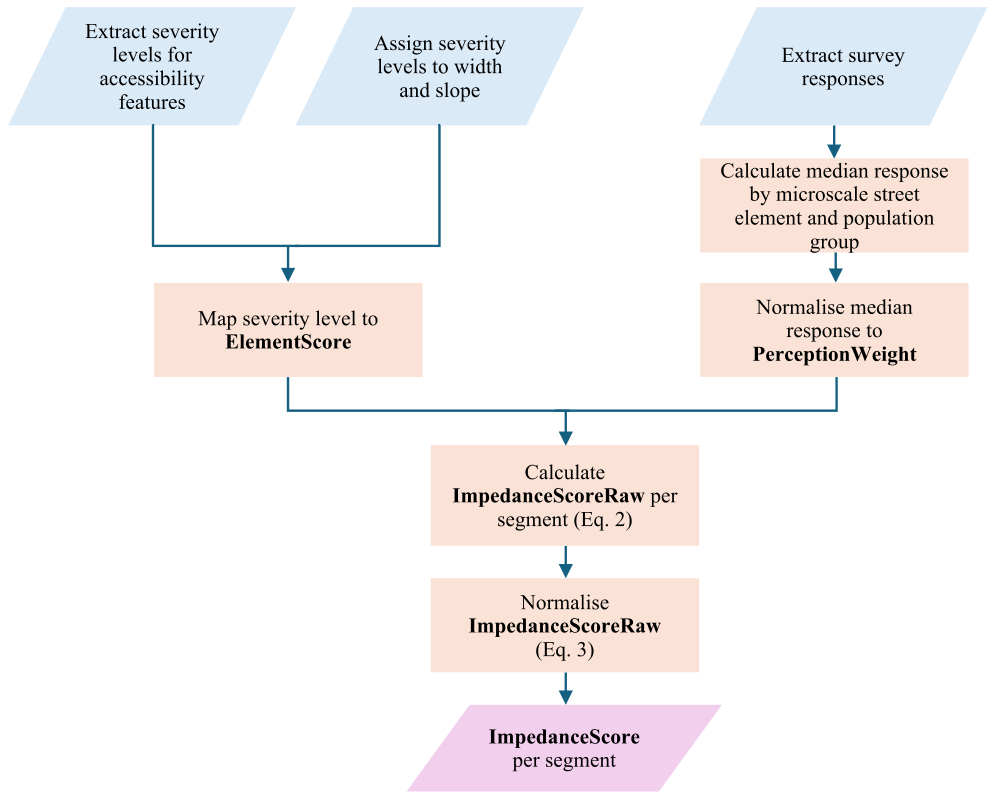 Extract severity
levels for
accessibility
features
Assign severity
levels to width
and slope
Extract survey
responses
Calculate median response
by microscale street
element and population
group
Map severity level to
ElementScore
Normalise median
response to
PerceptionWeight
Calculate
ImpedanceScoreRaw per
segment (Eq. 2)
Normalise
ImpedanceScoreRaw
(Eq. 3)
ImpedanceScore
per segment